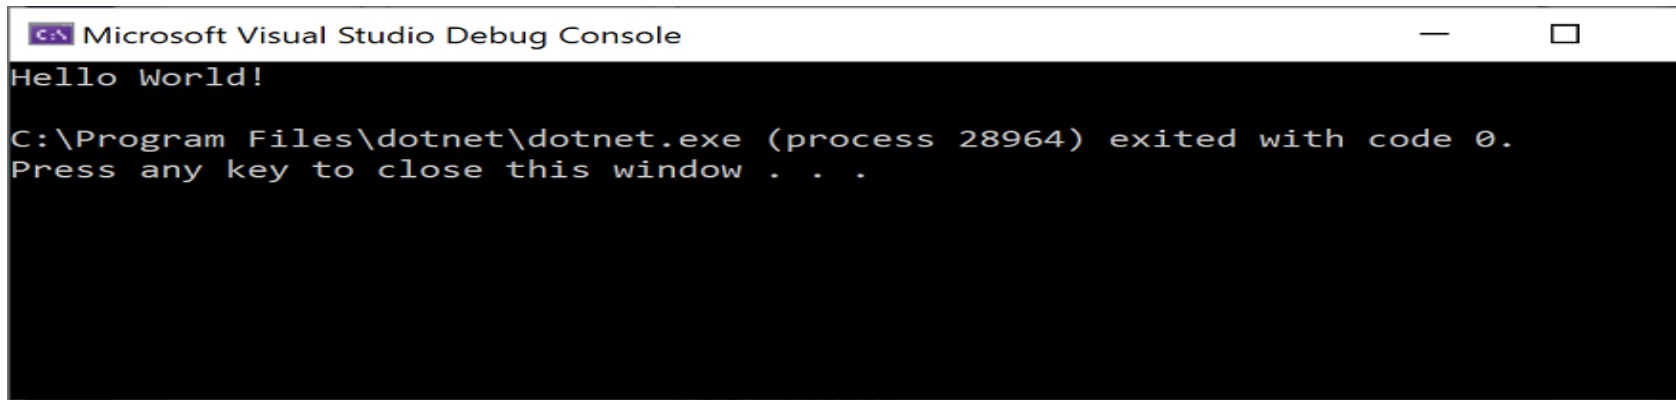 C:\ Microsoft Visual Studio Debug Console
Hello World!
C:\Program Files\dotnet\dotnet.exe (process 28964) exited with code 0.
Press any key to close this window . . .